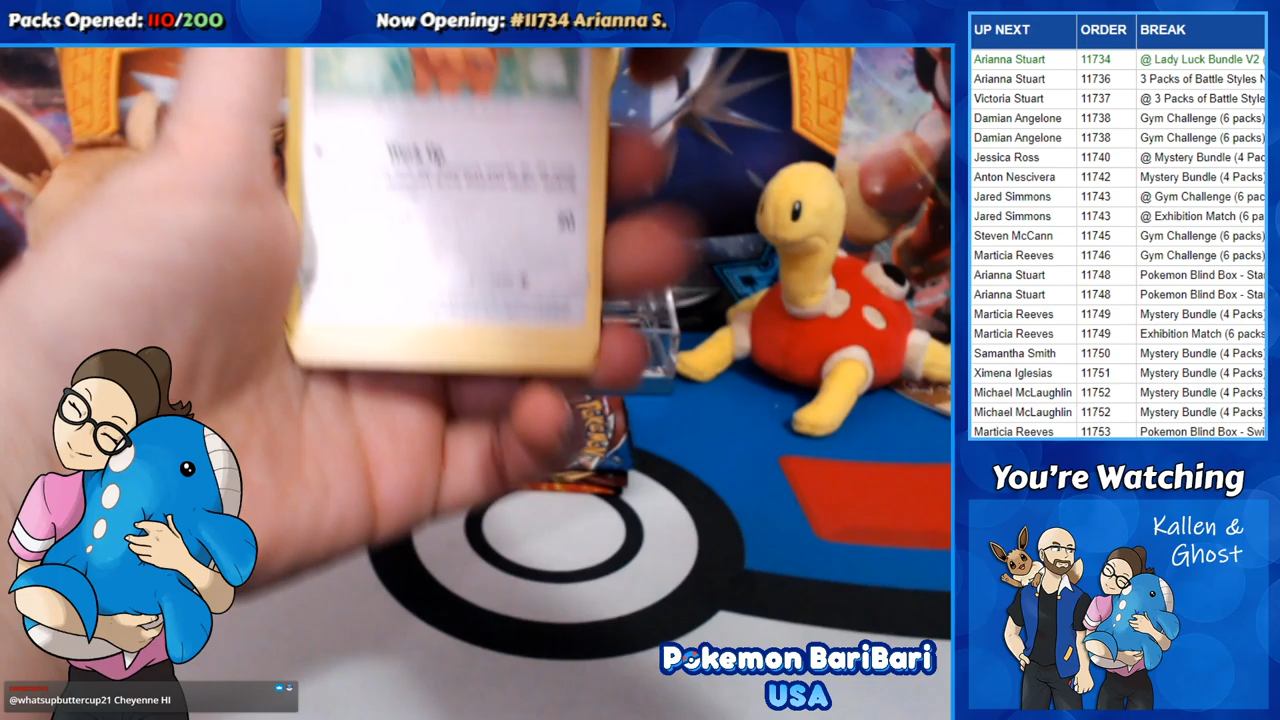 Packs Opened: 110/200
Now Opening: #11734 Arianna S.
UP NEXT ORDER BREAK
Arianna Stuart 11734 @ Lady Luck Bundle V2 (
Arianna Stuart 11736 3 Packs of Battle Styles N
Victoria Stuart 11737 @ 3 Packs of Battle Style
Damian Angelone 11738 Gym Challenge (6 packs)
Damian Angelone 11738 Gym Challenge (6 packs)
Jessica Ross 11740 @ Mystery Bundle (4 Pac
Anton Nescivera 11742 Mystery Bundle (4 Packs)
Jared Simmons 11743 @ Gym Challenge (6 pac
Jared Simmons 11743 @ Exhibition Match (6 pa
Steven McCann 11745 Gym Challenge (6 packs)
Marticia Reeves 11746 Gym Challenge (6 packs)
Arianna Stuart 11748 Pokemon Blind Box - Sta
Arianna Stuart 11748 Pokemon Blind Box - Sta
Marticia Reeves 11749 Mystery Bundle (4 Packs)
Marticia Reeves 11749 Exhibition Match (6 packs
Samantha Smith 11750 Mystery Bundle (4 Packs)
Ximena Iglesias 11751 Mystery Bundle (4 Packs)
Michael McLaughlin 11752 Mystery Bundle (4 Packs)
Michael McLaughlin 11752 Mystery Bundle (4 Packs)
Marticia Reeves 11753 Pokemon Blind Box - Swi
POKEMON
You're Watching
Kallen &
Ghost
Pokemon BariBari
USA
@whatsupbuttercup21 Cheyenne HI